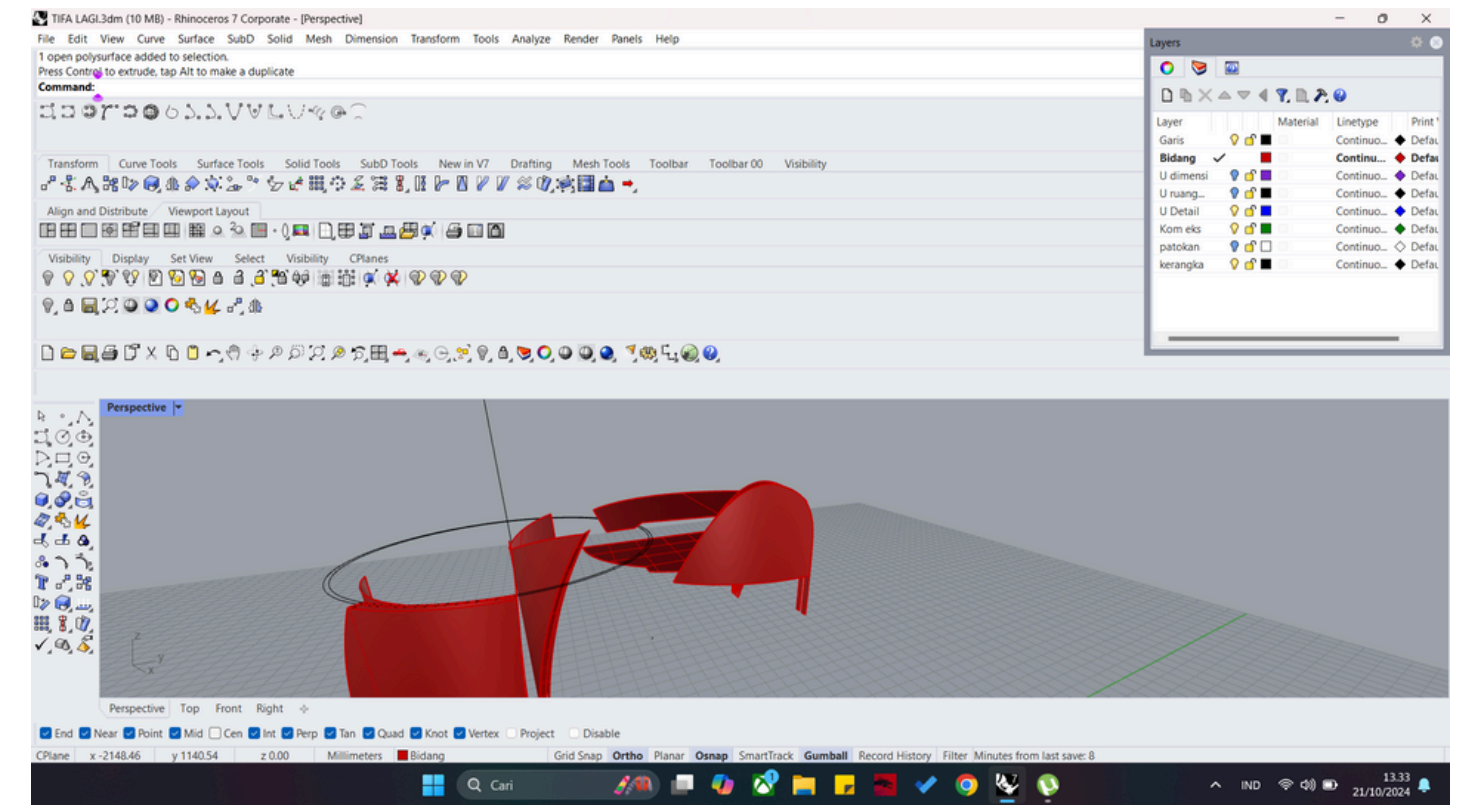 TIFA LAGI.3dm (10 MB) - Rhinoceros 7 Corporate - [Perspective]
File Edit View Curve Surface SubD Solid Mesh Dimension Transform Tools Analyze Render Panels Help
1 open polysurface added to selection.
Press Control to extrude, tap Alt to make a duplicate
Command:
Transform Curve Tools Surface Tools Solid Tools SubD Tools New in V7 Drafting Mesh Tools Toolbar Toolbar 00 Visibility
Align and Distribute Viewport Layout
Visibility Display Set View Select Visibility CPlanes
Layers
Layer Material Linetype Print
Garis Continuo... Defau
Bidang Continu... Defau
U dimensi Continuo... Defau
U ruang... Continuo... Defau
U Detail Continuo... Defau
Kom eks Continuo... Defau
patokan Continuo... Defau
kerangka Continuo... Defau
Perspective
z
y
x
Perspective Top Front Right
End Near Point Mid Cen Int Perp Tan Quad Knot Vertex Project Disable
CPlane x -2148.46 y 1140.54 z 0.00 Millimeters Bidang Grid Snap Ortho Planar Osnap SmartTrack Gumball Record History Filter Minutes from last save: 8
Cari
IND
13.33
21/10/2024